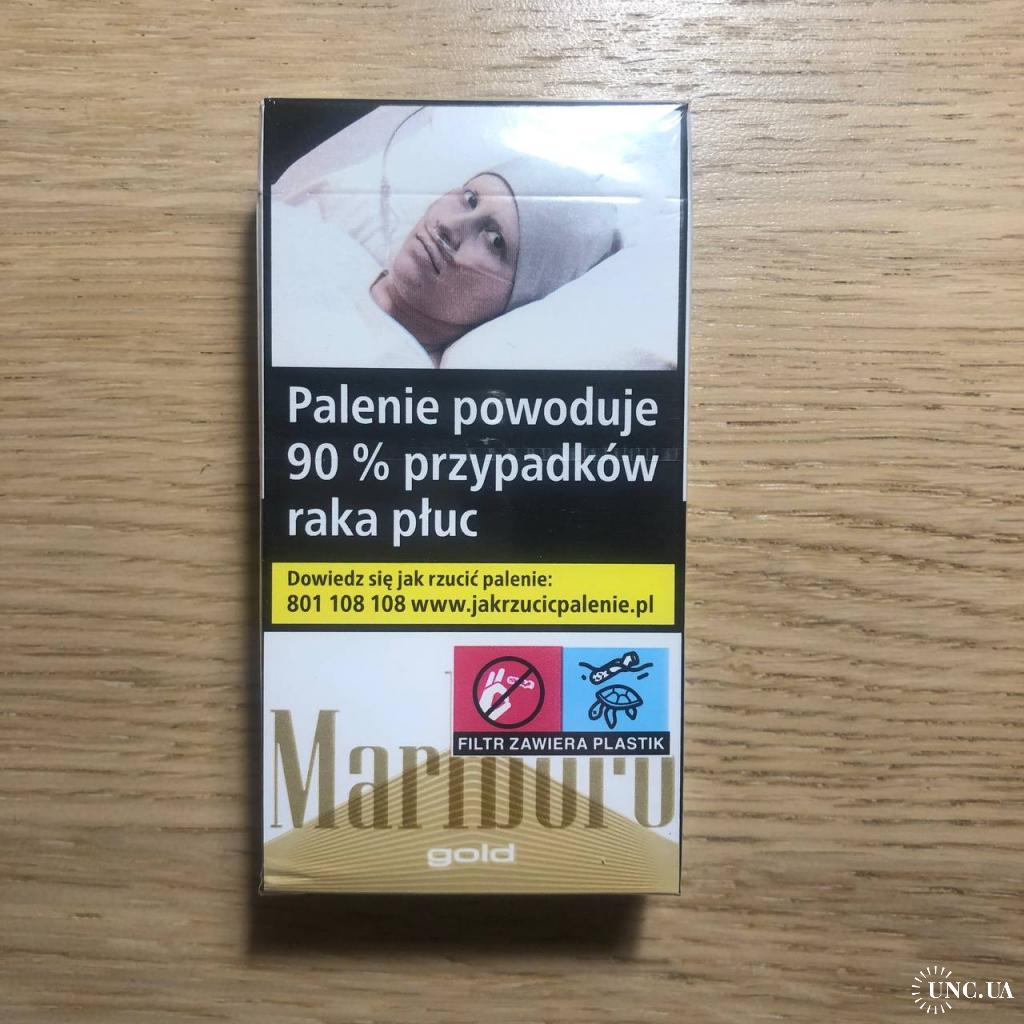 Palenie powoduje
90 % przypadków
raka płuc
Dowiedz się jak rzucić palenie:
801 108 108 www.jakrzucicpalenie.pl
FILTR ZAWIERA PLASTIK
Marlboro
gold
UNC.UA